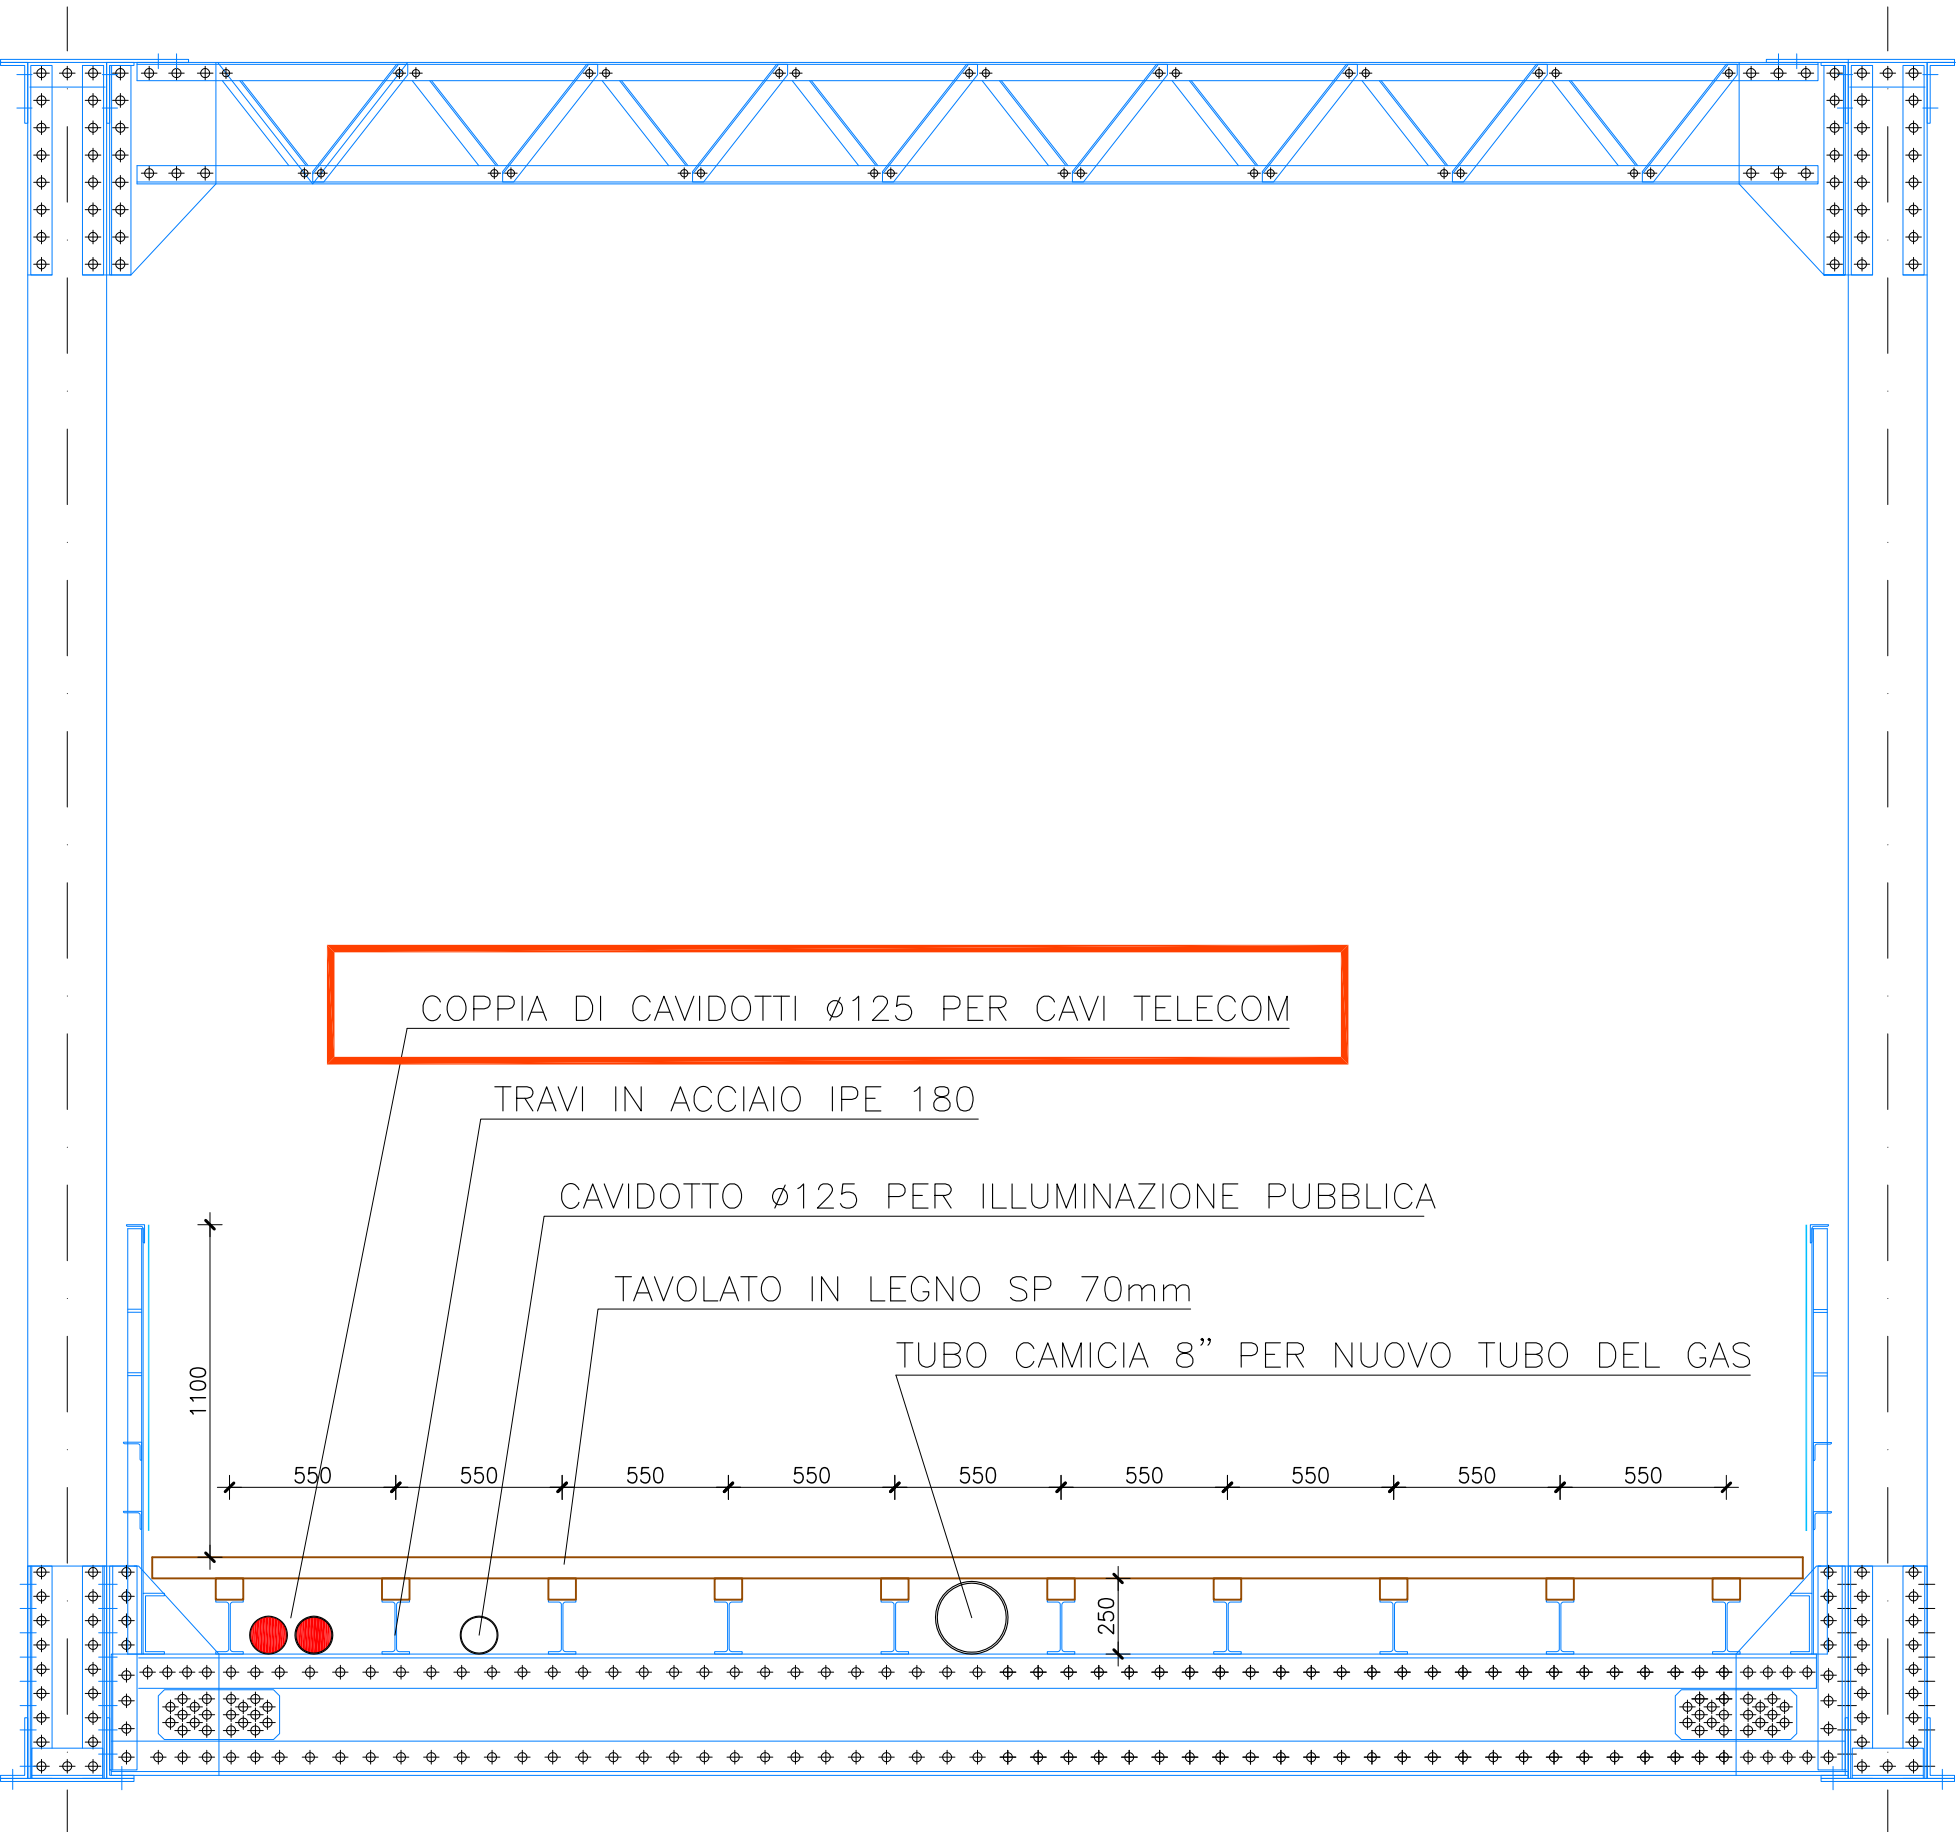 COPPIA DI CAVIDOTTI ø125 PER CAVI TELECOM
TRAVI IN ACCIAIO IPE 180
CAVIDOTTO ø125 PER ILLUMINAZIONE PUBBLICA
TAVOLATO IN LEGNO SP 70mm
TUBO CAMICIA 8” PER NUOVO TUBO DEL GAS
1100
550 550 550 550 550 550 550 550 550
250